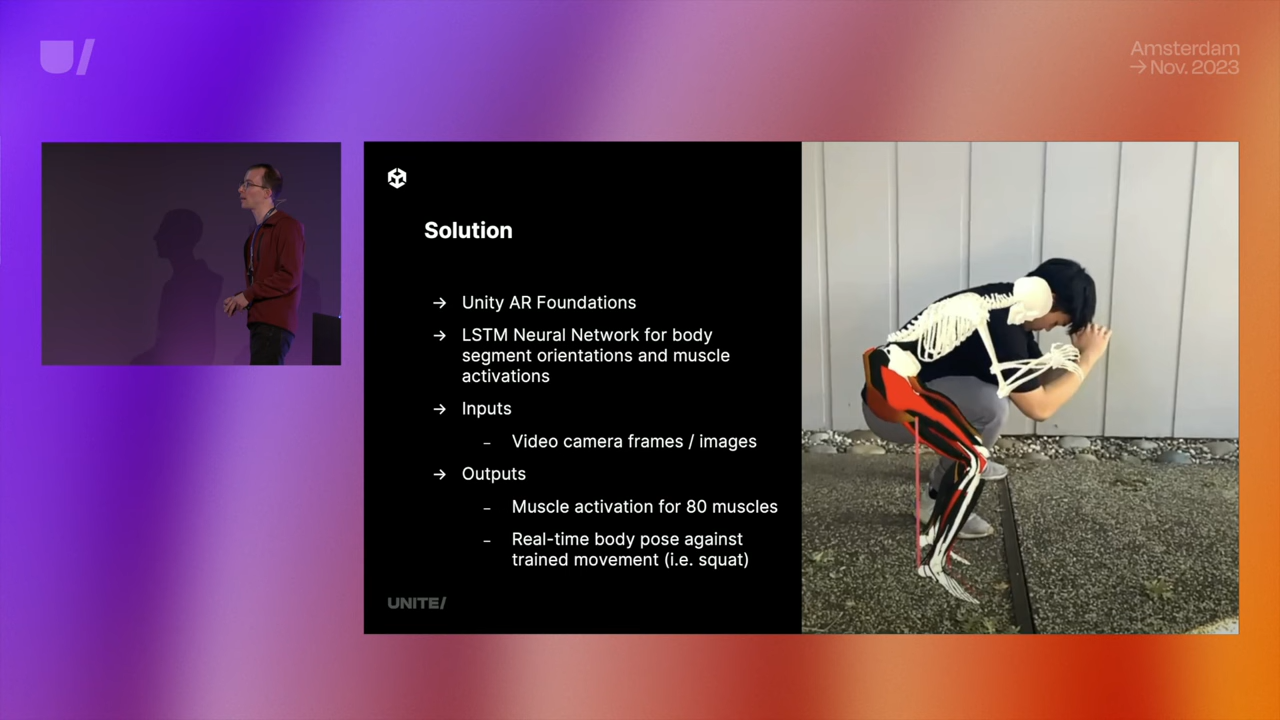 Amsterdam
→ Nov. 2023
Solution
→ Unity AR Foundations
→ LSTM Neural Network for body
segment orientations and muscle
activations
→ Inputs
– Video camera frames / images
→ Outputs
– Muscle activation for 80 muscles
– Real-time body pose against
trained movement (i.e. squat)
UNITE/